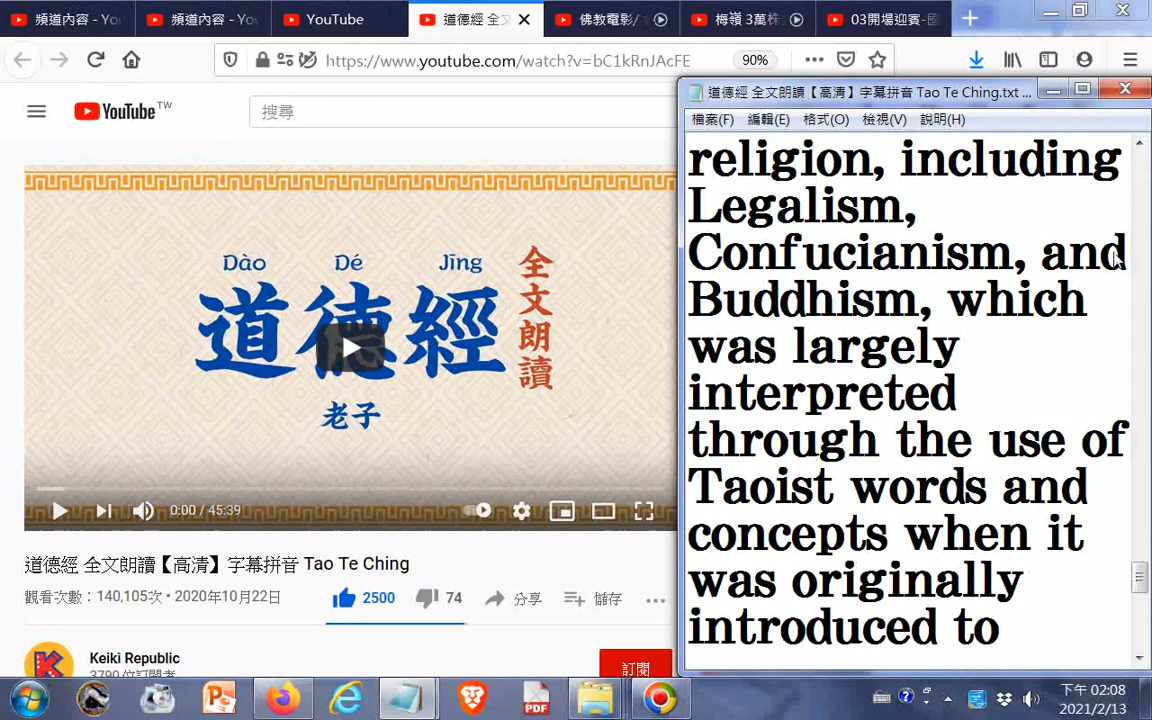 頻道內容 - Yo
頻道內容 - You
YouTube
道德經 全文
佛教電影/
梅嶺 3萬株
03開場迎賓-國
https://www.youtube.com/watch?v=bC1kRnJAcFE
90%
YouTube TW
搜尋
Dào Dé Jīng
道德經
全文朗讀
老子
0:00 / 45:39
道德經 全文朗讀【高清】字幕拼音 Tao Te Ching
觀看次數：140,105次 • 2020年10月22日
2500
74
分享
儲存
Keiki Republic
3790 位訂閱者
訂閱
道德經 全文朗讀【高清】字幕拼音 Tao Te Ching.txt ...
檔案(F) 編輯(E) 格式(O) 檢視(V) 說明(H)
religion, including
Legalism,
Confucianism, and
Buddhism, which
was largely
interpreted
through the use of
Taoist words and
concepts when it
was originally
introduced to
PDF
下午 02:08
2021/2/13